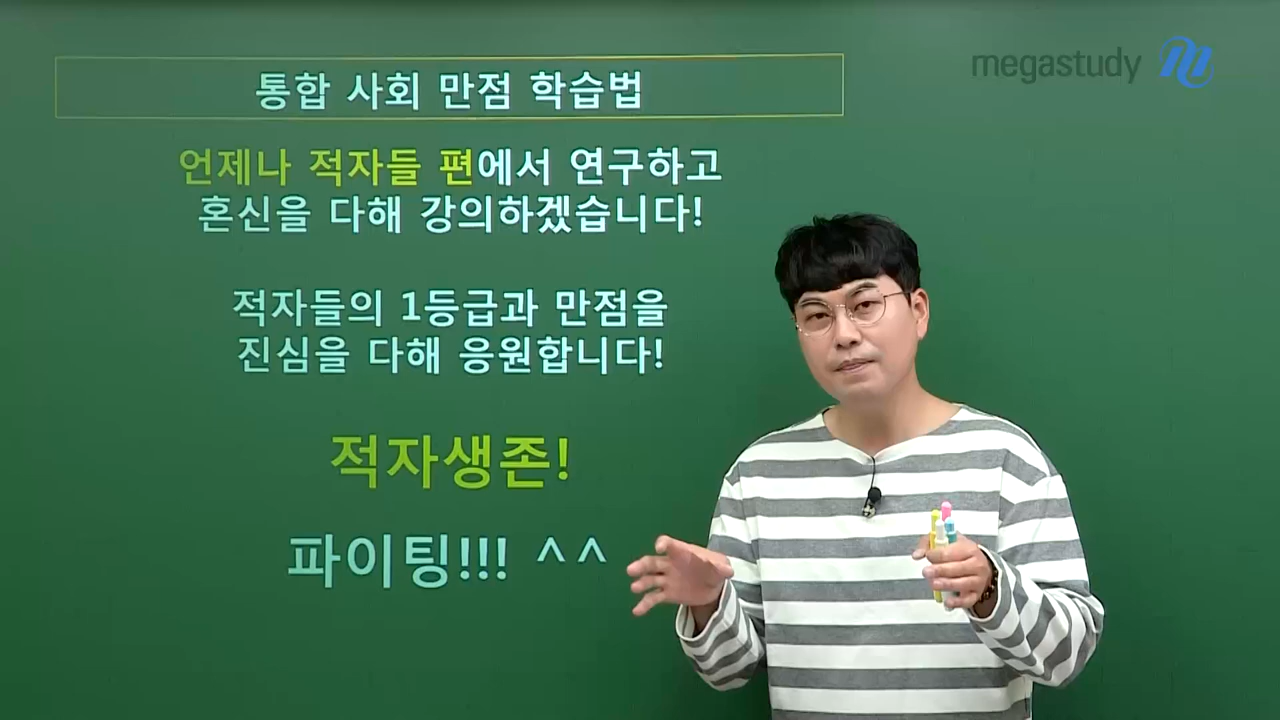 megastudy
통합 사회 만점 학습법
언제나 적자들 편에서 연구하고
혼신을 다해 강의하겠습니다!
적자들의 1등급과 만점을
진심을 다해 응원합니다!
적자생존!
파이팅!!! ^^